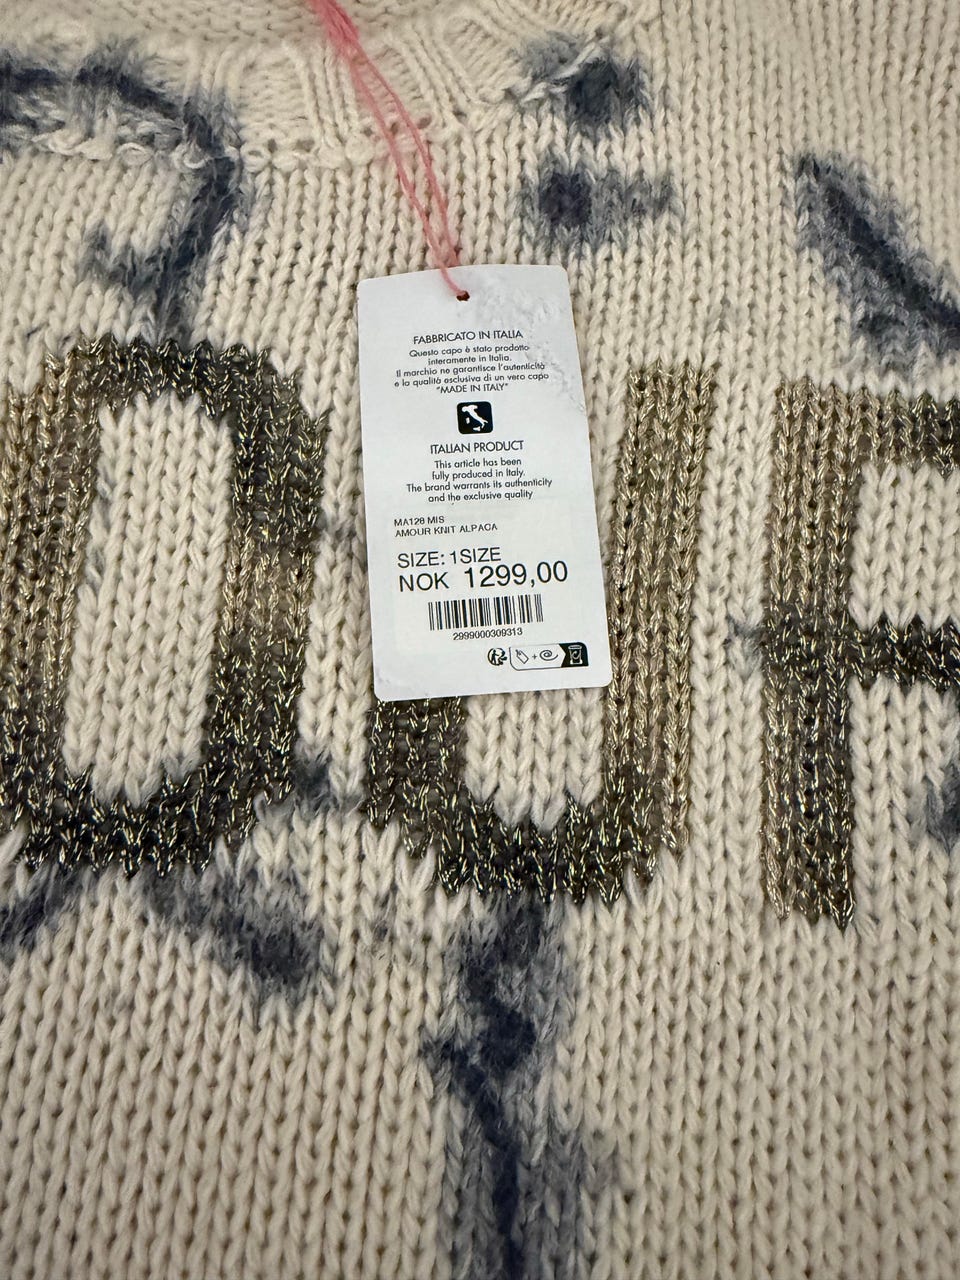 FABBRICATO IN ITALIA
Questo capo è stato prodotto
interamente in Italia.
Il marchio ne garantisce l'autenticità
e la qualità esclusiva di un vero capo
"MADE IN ITALY"
ITALIAN PRODUCT
This article has been
fully produced in Italy.
The brand warrants its authenticity
and the exclusive quality
MA128 MIS
AMOUR KNIT ALPACA
SIZE: 1SIZE
NOK 1299,00
2999000309313
OUR